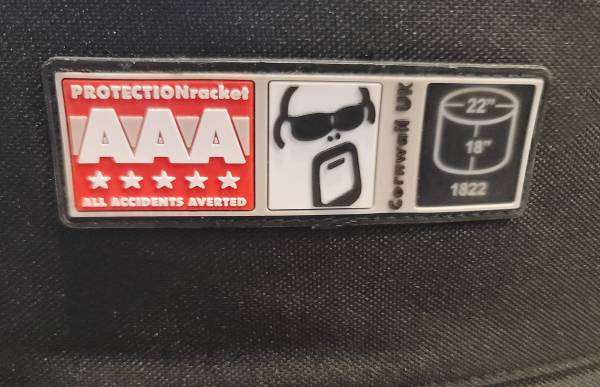 PROTECTIONracket
AAA
ALL ACCIDENTS AVERTED
Cornwall UK
22"
18"
1822